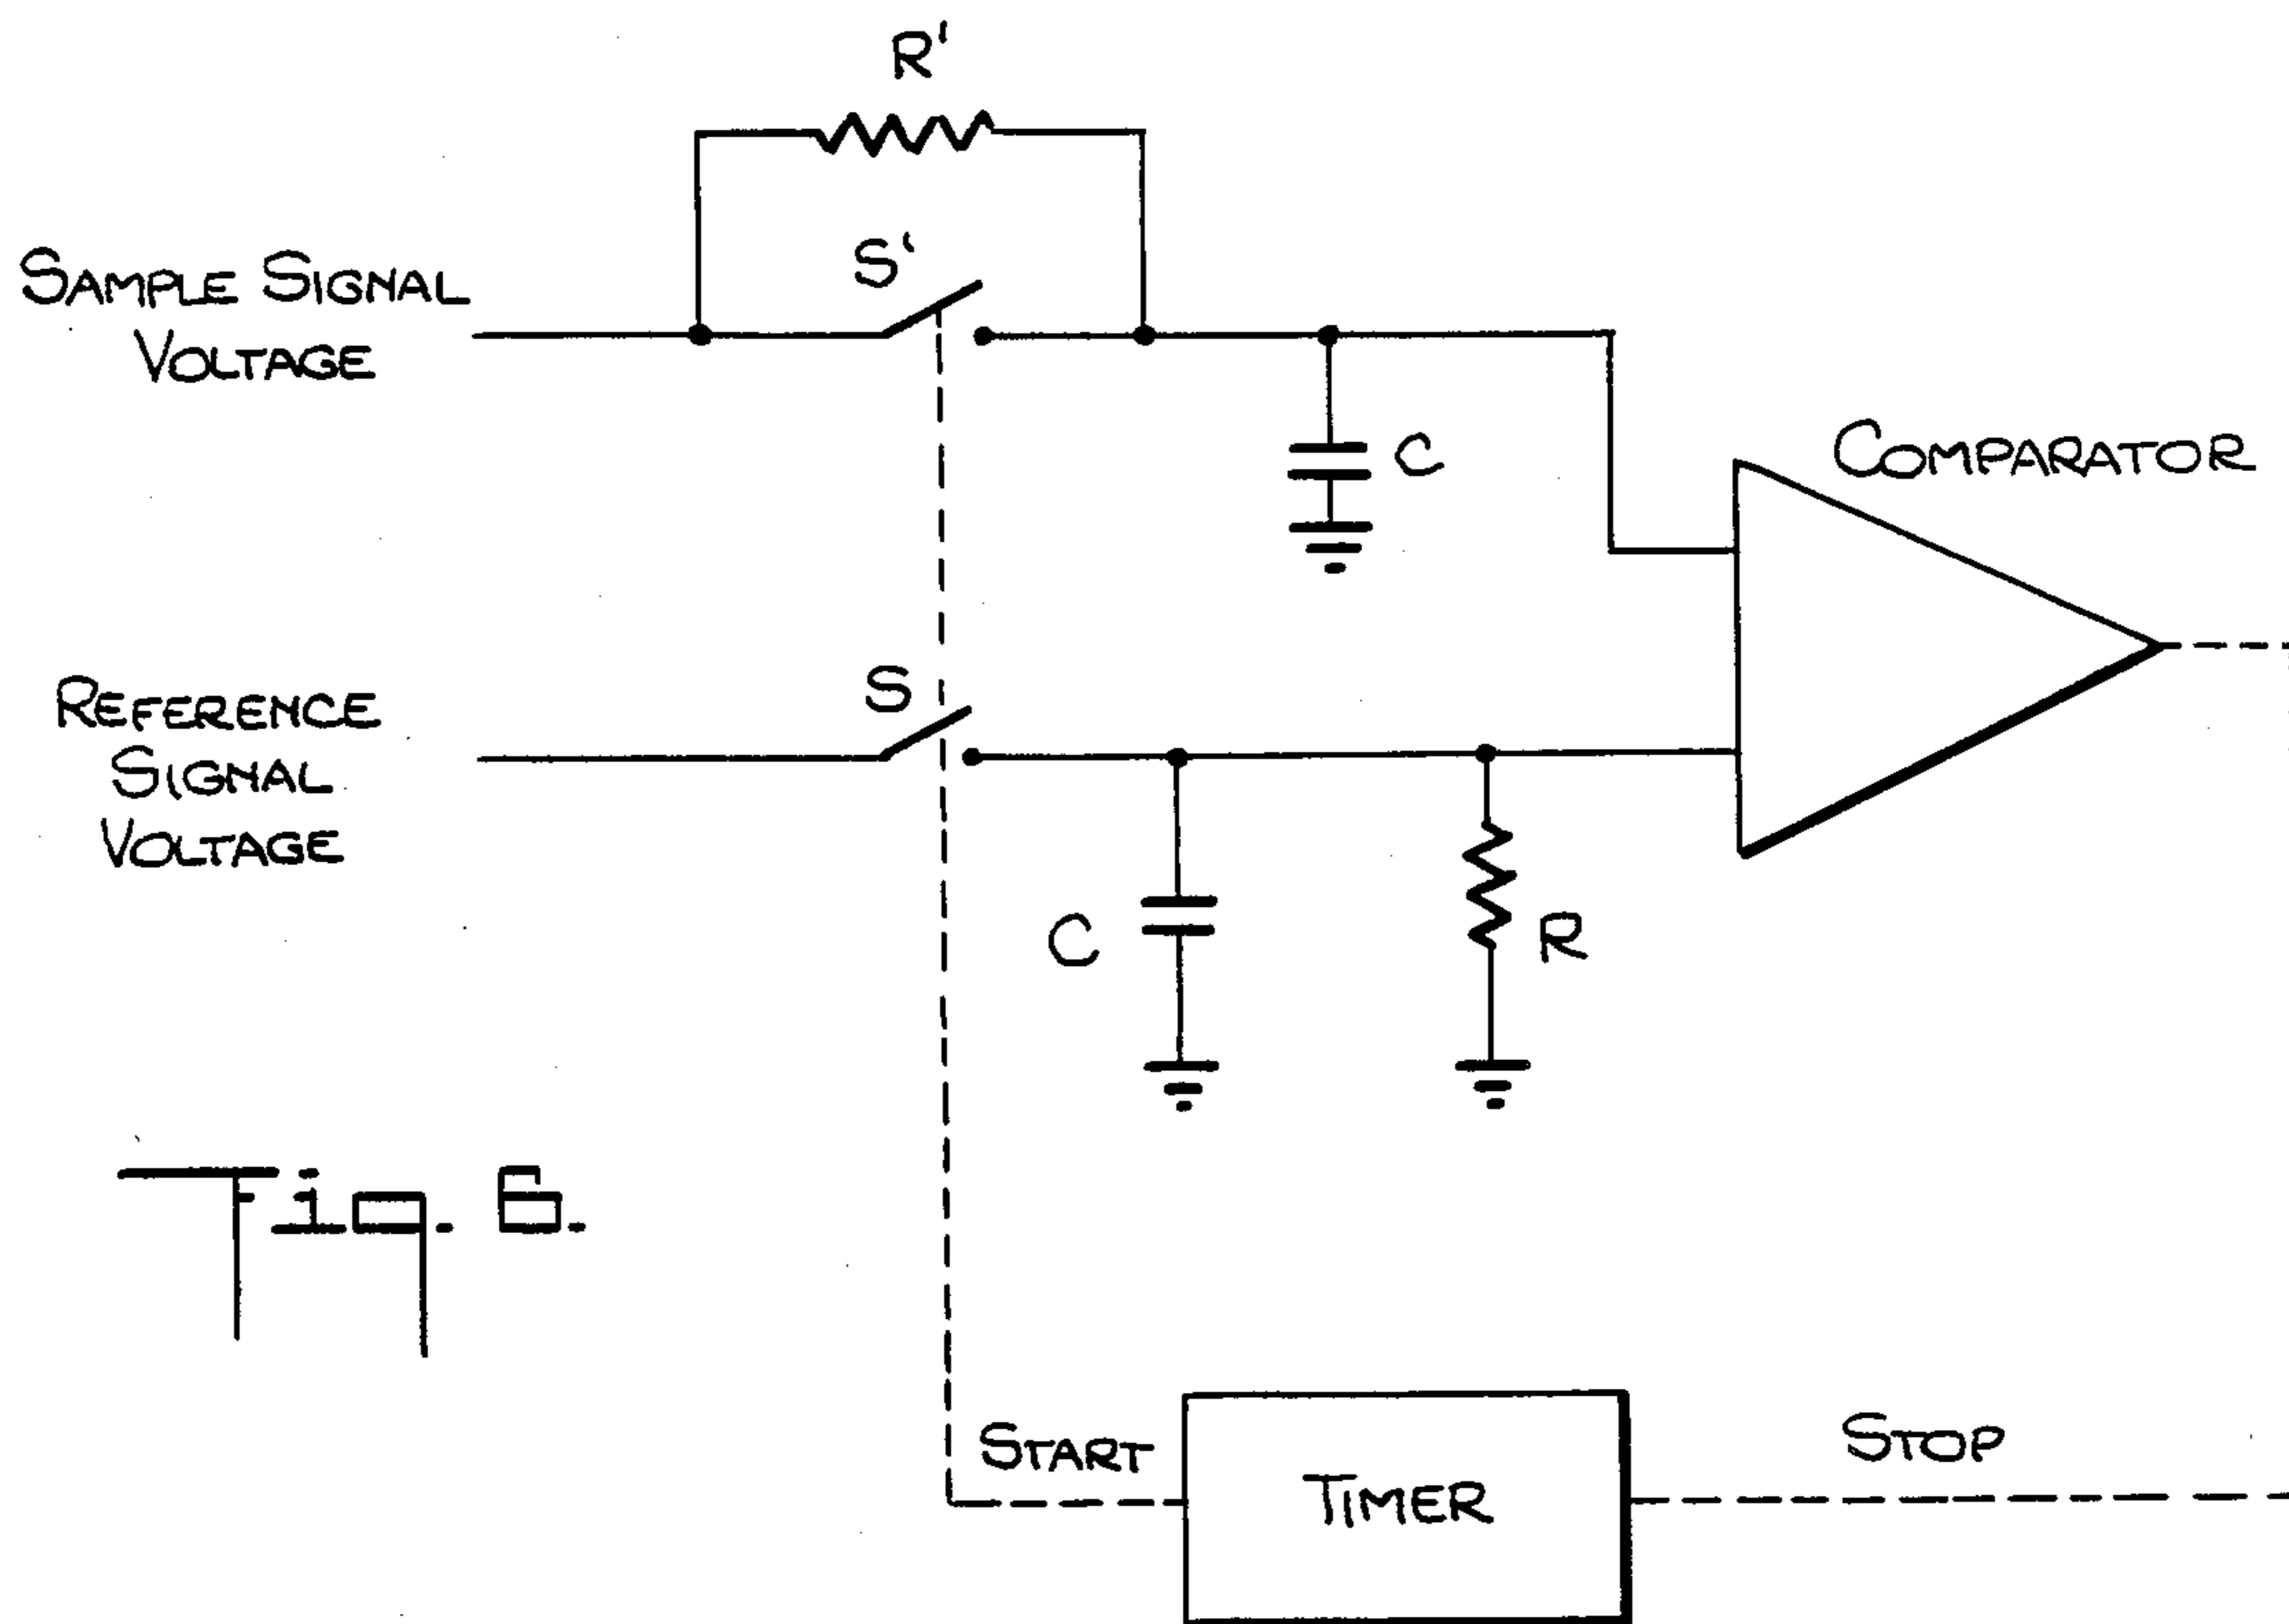 R'
S'
SAMPLE SIGNAL
VOLTAGE
C
COMPARATOR
S
REFERENCE
SIGNAL
VOLTAGE
C
R
Fig. 6.
START
TIMER
STOP